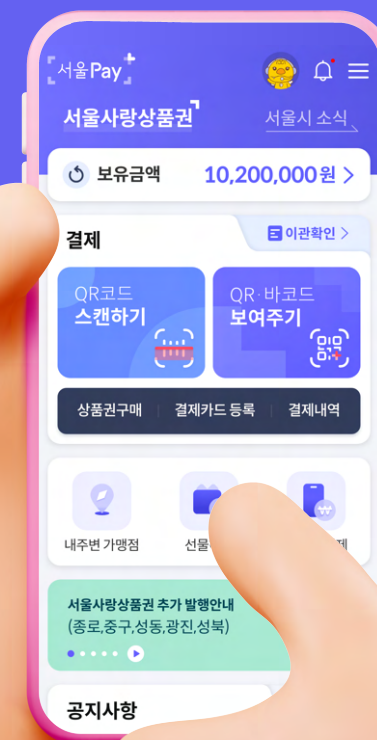 서울Pay+
서울사랑상품권
서울시 소식
보유금액 10,200,000원 >
결제
이관확인 >
QR코드
스캔하기
QR·바코드
보여주기
상품권구매 결제카드 등록 결제내역
내주변 가맹점 선물
서울사랑상품권 추가 발행안내
(종로,중구,성동,광진,성북)
공지사항